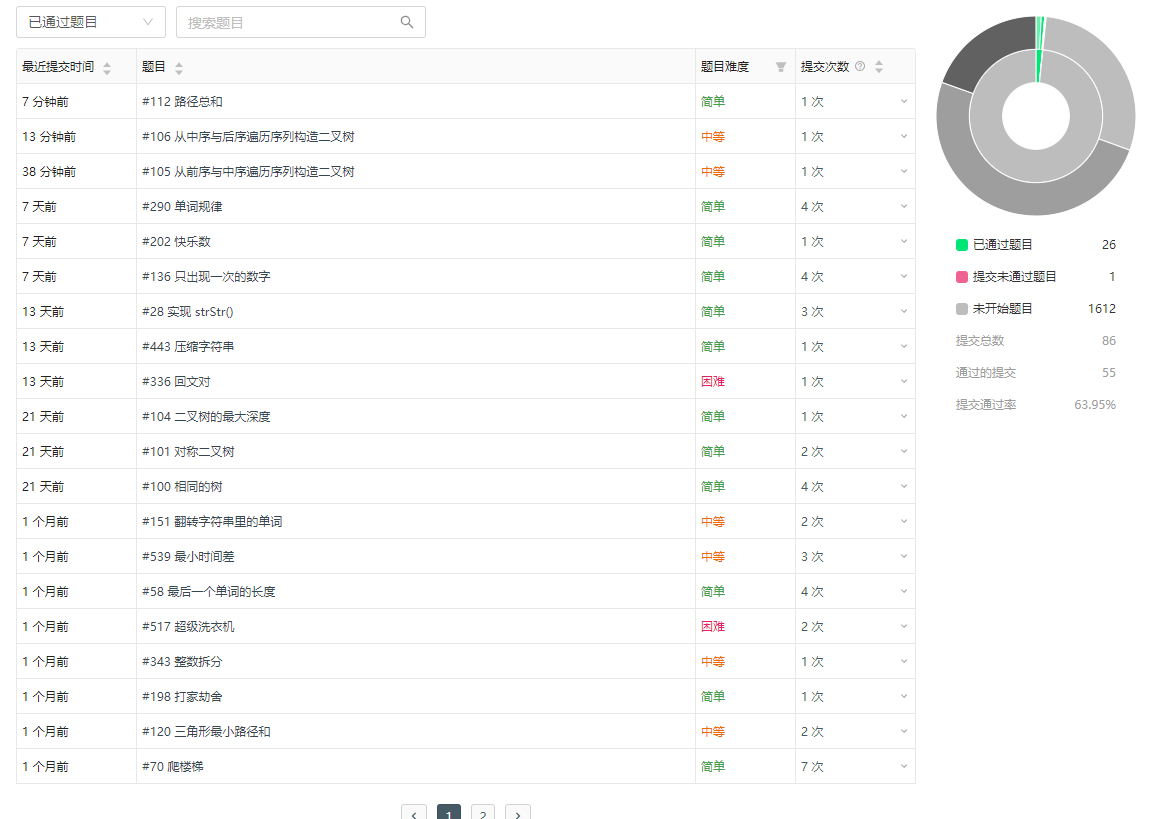 已通过题目
搜索题目
最近提交时间 题目 题目难度 提交次数
7 分钟前 #112 路径总和 简单 1 次
13 分钟前 #106 从中序与后序遍历序列构造二叉树 中等 1 次
38 分钟前 #105 从前序与中序遍历序列构造二叉树 中等 1 次
7 天前 #290 单词规律 简单 4 次
7 天前 #202 快乐数 简单 1 次
7 天前 #136 只出现一次的数字 简单 4 次
13 天前 #28 实现 strStr() 简单 3 次
13 天前 #443 压缩字符串 简单 1 次
13 天前 #336 回文对 困难 1 次
21 天前 #104 二叉树的最大深度 简单 1 次
21 天前 #101 对称二叉树 简单 2 次
21 天前 #100 相同的树 简单 4 次
1 个月前 #151 翻转字符串里的单词 中等 2 次
1 个月前 #539 最小时间差 中等 3 次
1 个月前 #58 最后一个单词的长度 简单 4 次
1 个月前 #517 超级洗衣机 困难 2 次
1 个月前 #343 整数拆分 中等 1 次
1 个月前 #198 打家劫舍 简单 1 次
1 个月前 #120 三角形最小路径和 中等 2 次
1 个月前 #70 爬楼梯 简单 7 次
1 2
已通过题目 26
提交未通过题目 1
未开始题目 1612
提交总数 86
通过的提交 55
提交通过率 63.95%